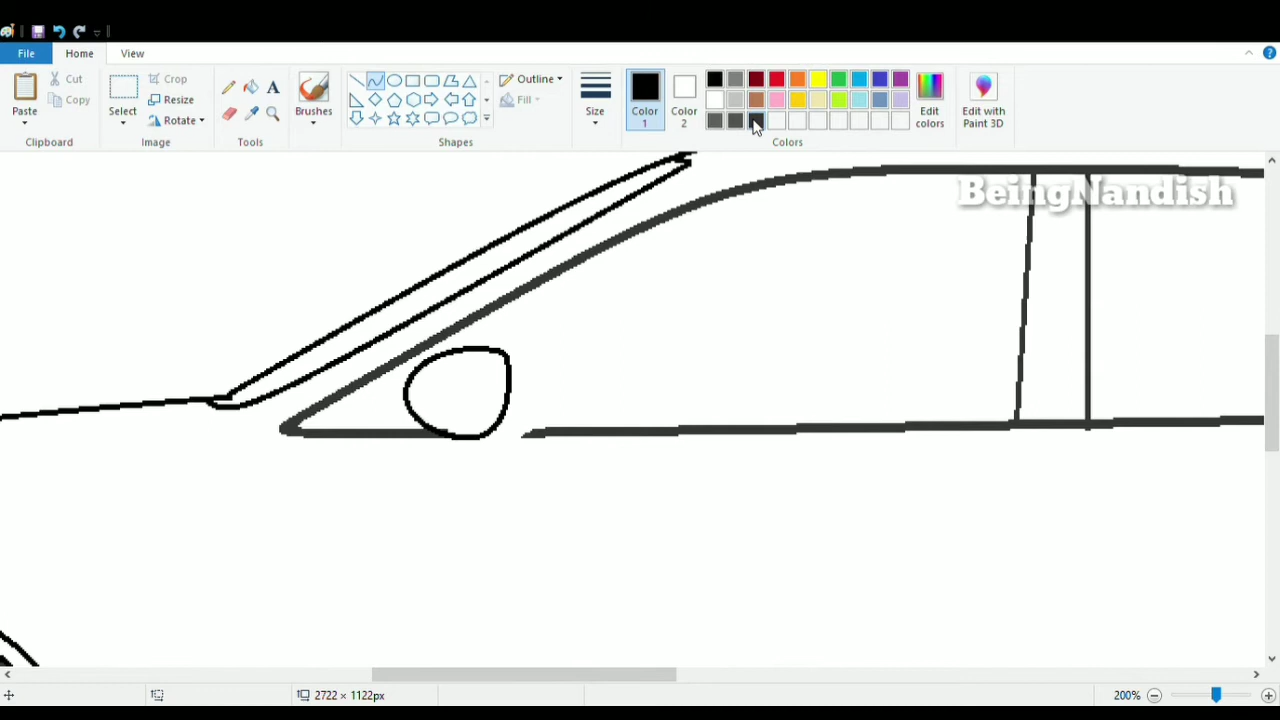 File
Home
View
Paste
Cut
Copy
Clipboard
Select
Crop
Resize
Rotate
Image
Tools
Brushes
Shapes
Outline
Fill
Size
Color
1
Color
2
Colors
Edit
colors
Edit with
Paint 3D
BeingNandish
2722 × 1122px
200%